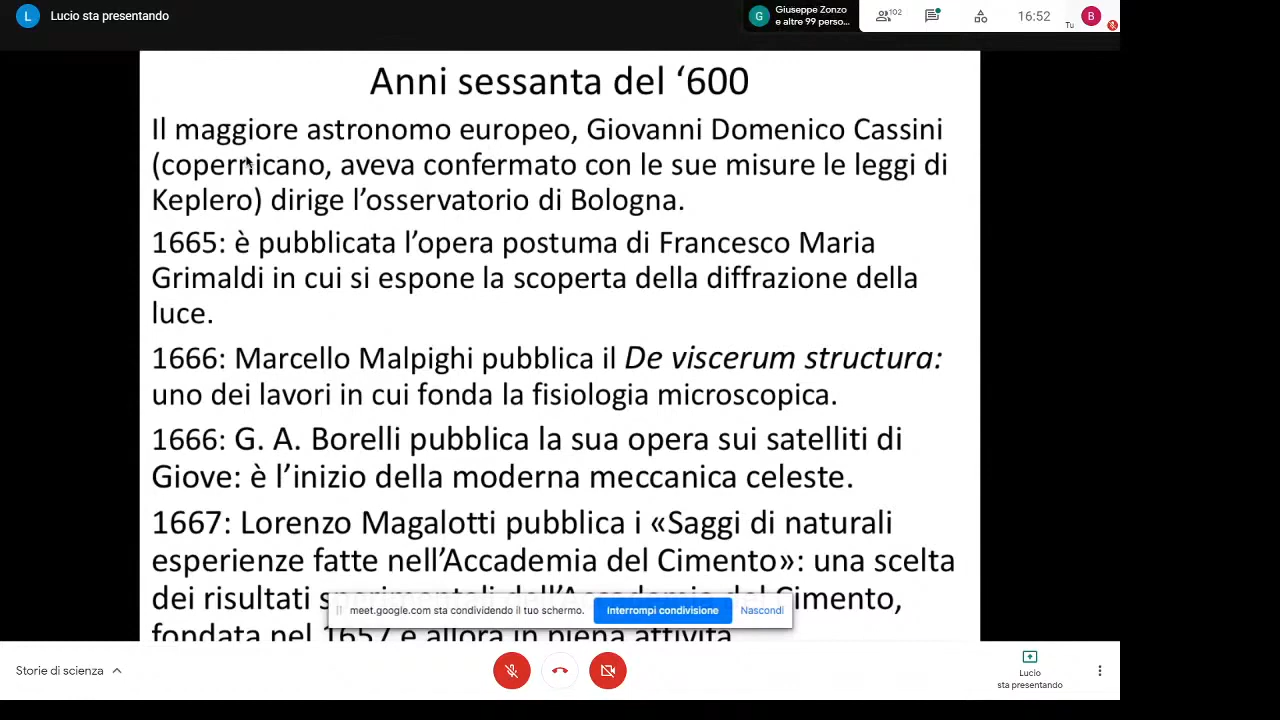 L Lucio sta presentando
G Giuseppe Zonzo
e altre 99 perso...
102
16:52
Tu
B
Anni sessanta del ‘600
Il maggiore astronomo europeo, Giovanni Domenico Cassini
(copernicano, aveva confermato con le sue misure le leggi di
Keplero) dirige l’osservatorio di Bologna.
1665: è pubblicata l’opera postuma di Francesco Maria
Grimaldi in cui si espone la scoperta della diffrazione della
luce.
1666: Marcello Malpighi pubblica il De viscerum structura:
uno dei lavori in cui fonda la fisiologia microscopica.
1666: G. A. Borelli pubblica la sua opera sui satelliti di
Giove: è l’inizio della moderna meccanica celeste.
1667: Lorenzo Magalotti pubblica i «Saggi di naturali
esperienze fatte nell’Accademia del Cimento»: una scelta
dei risultati sperimentali dell’Accademia del Cimento,
fondata nel 1657 e allora in piena attività
meet.google.com sta condividendo il tuo schermo. Interrompi condivisione Nascondi
Storie di scienza
Lucio
sta presentando